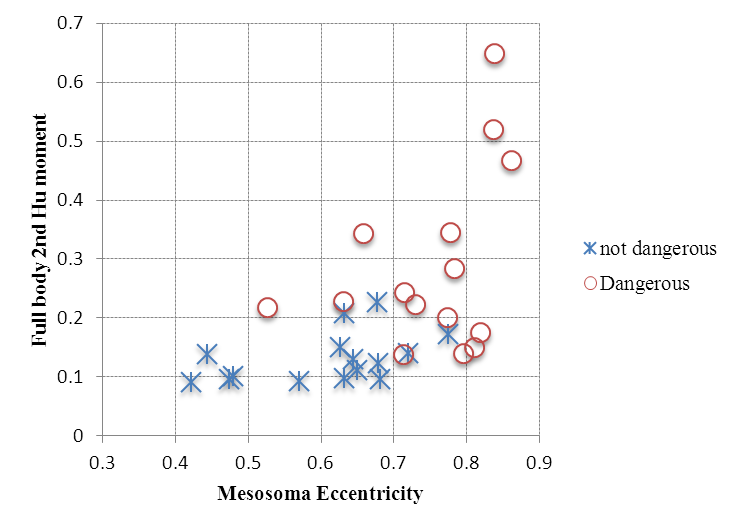 0.7
0.6
0.5
0.4
0.3
0.2
0.1
0
Full body 2nd Hu moment
0.3 0.4 0.5 0.6 0.7 0.8 0.9
Mesosoma Eccentricity
not dangerous
Dangerous